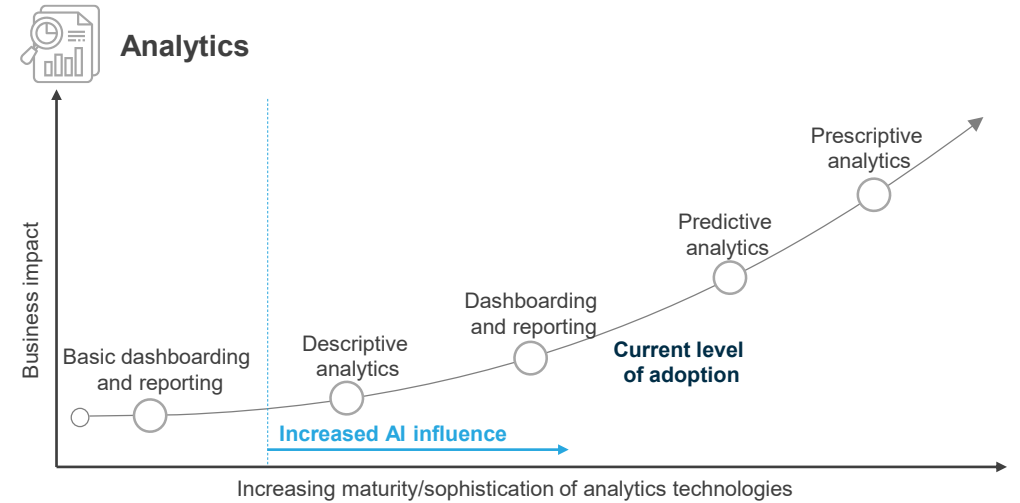 Analytics
Prescriptive
analytics
Predictive
analytics
Dashboarding
and reporting
Current level
of adoption
Descriptive
analytics
Basic dashboarding
and reporting
Increased AI influence
Business impact
Increasing maturity/sophistication of analytics technologies